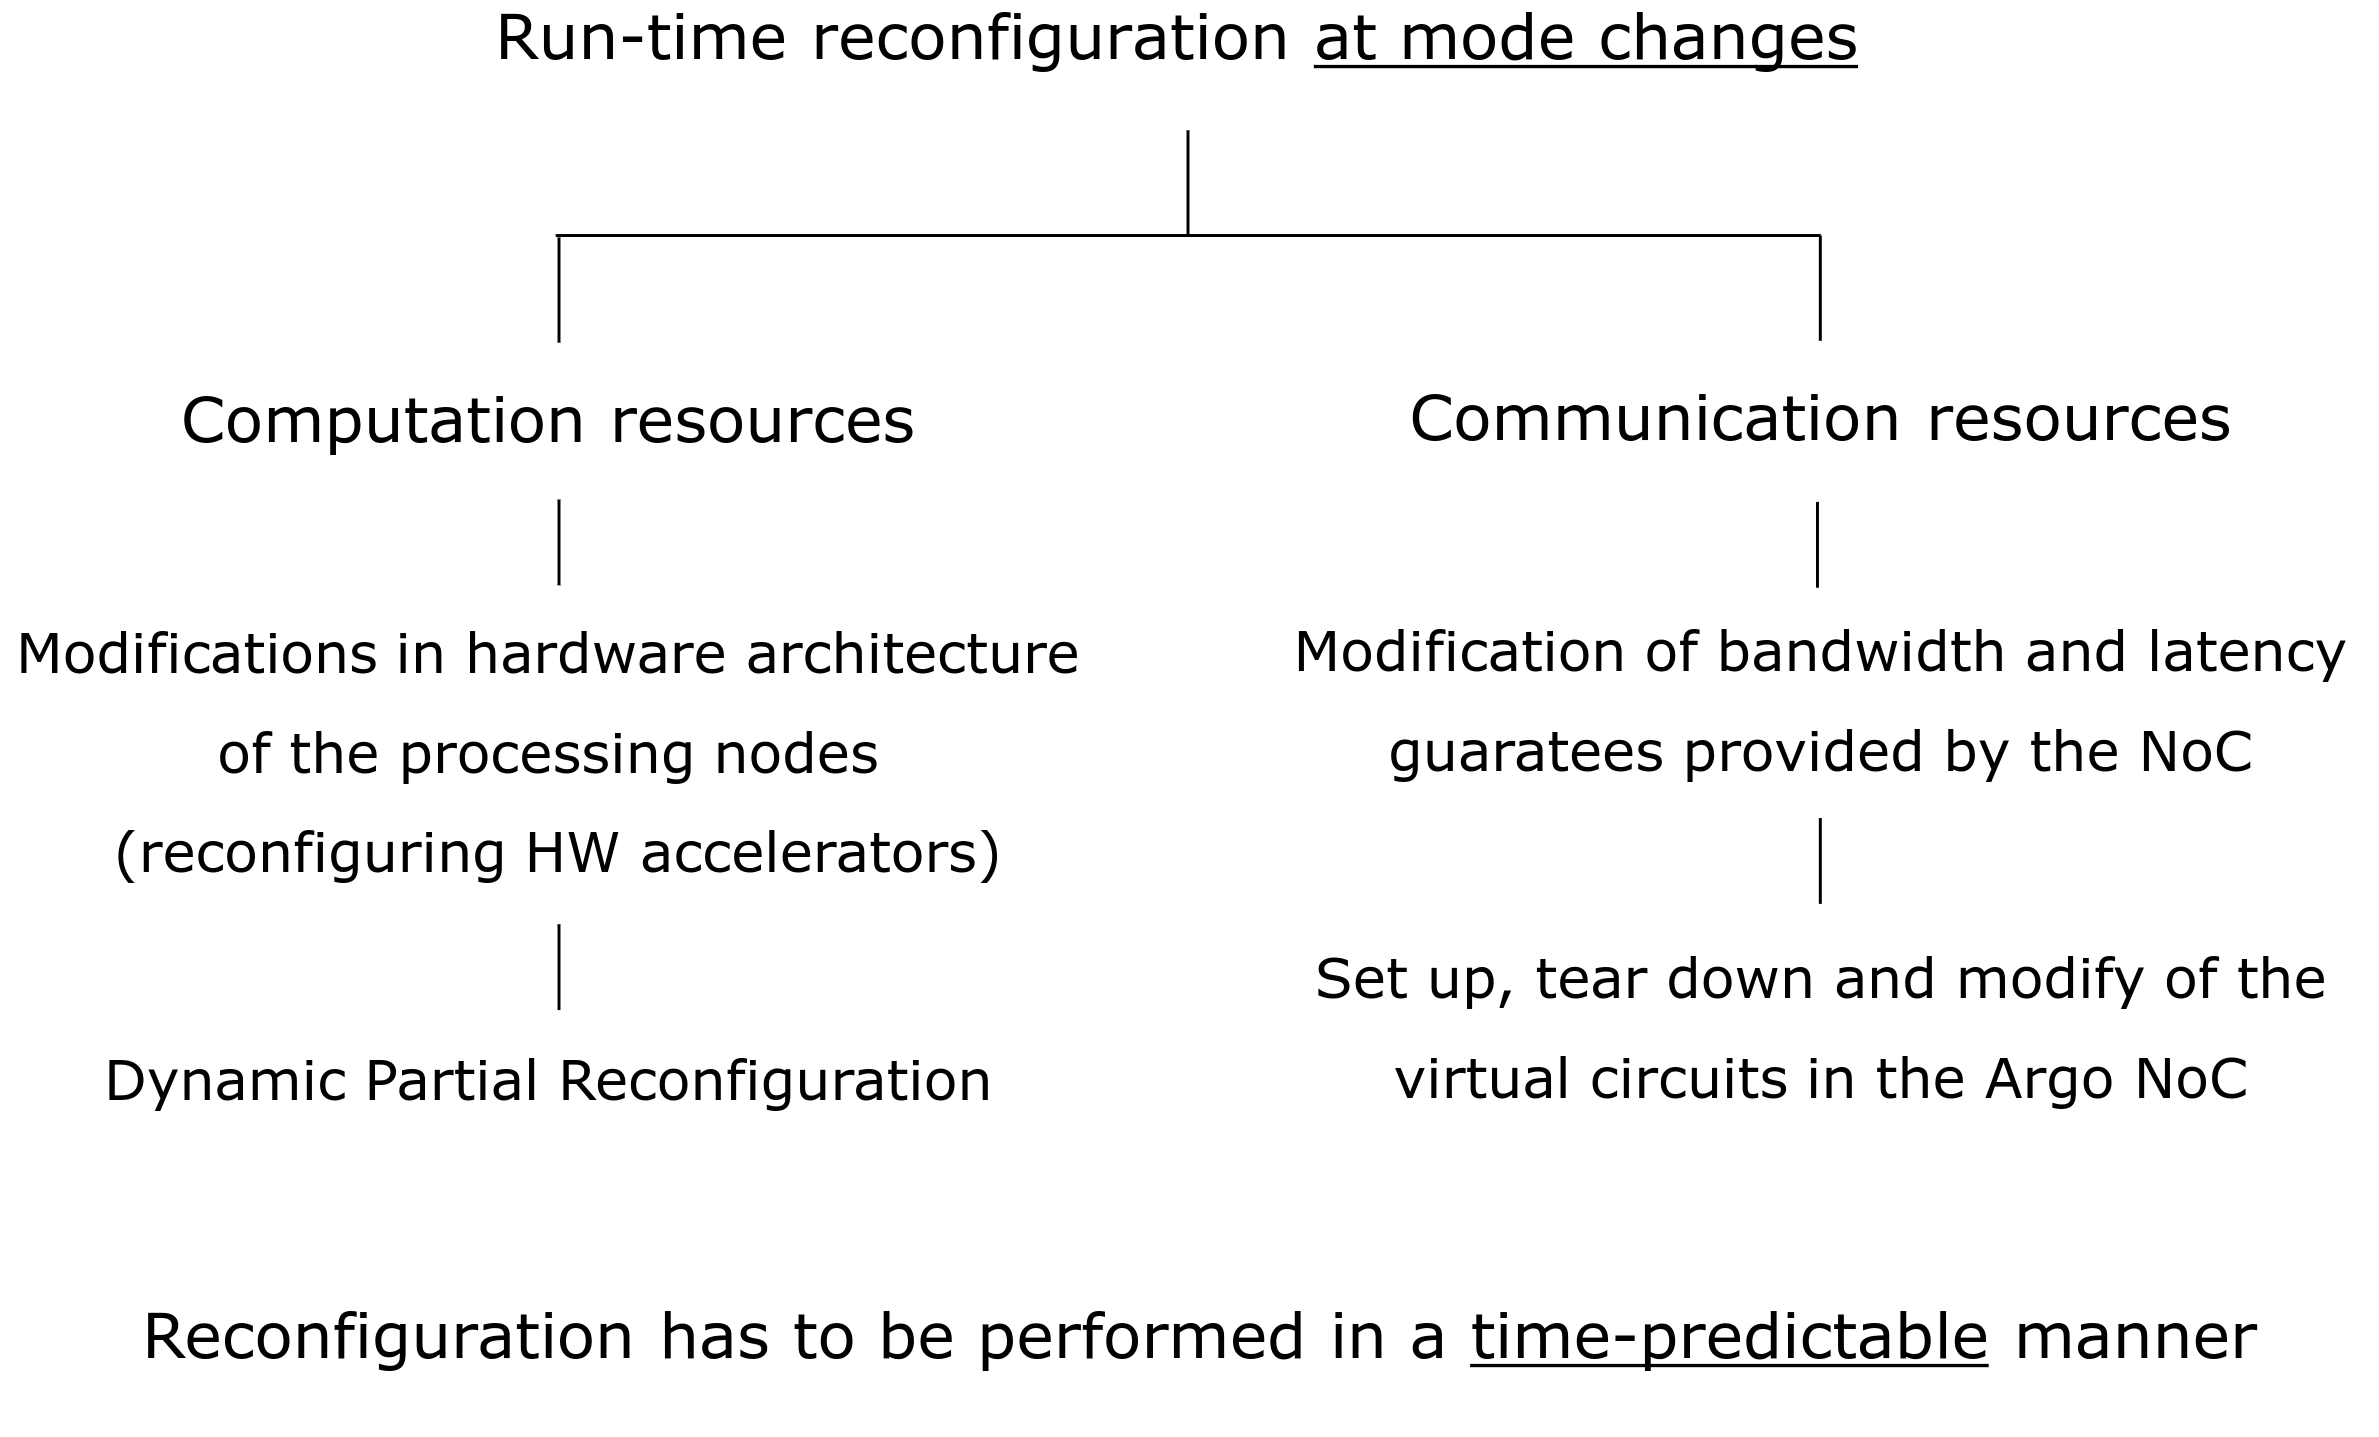 Run-time reconfiguration at mode changes
Computation resources
Communication resources
Modifications in hardware architecture
of the processing nodes
(reconfiguring HW accelerators)
Modification of bandwidth and latency
guaratees provided by the NoC
Dynamic Partial Reconfiguration
Set up, tear down and modify of the
virtual circuits in the Argo NoC
Reconfiguration has to be performed in a time-predictable manner